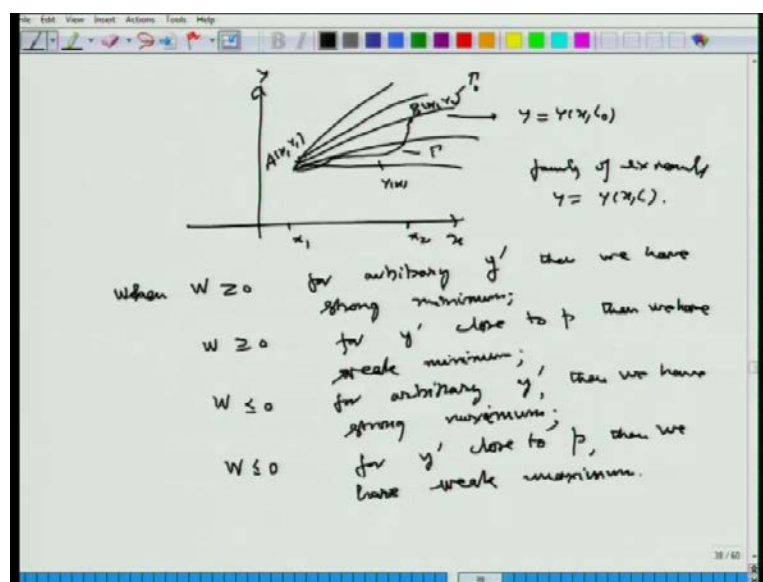 File Edit View Insert Actions Tools Help
y
A(x₁,y₁)
B(x₂,y₂)
Γ₀
y = y(x,c₀)
Γ
y(x)
family of extremals
y = y(x,c).
x₁ x₂ x
when W ≥ 0 for arbitrary y' then we have
strong minimum;
W ≥ 0 for y' close to p then we have
weak minimum;
W ≤ 0 for arbitrary y', then we have
strong maximum;
W ≤ 0 for y' close to p, then we
have weak maximum.
38 / 60